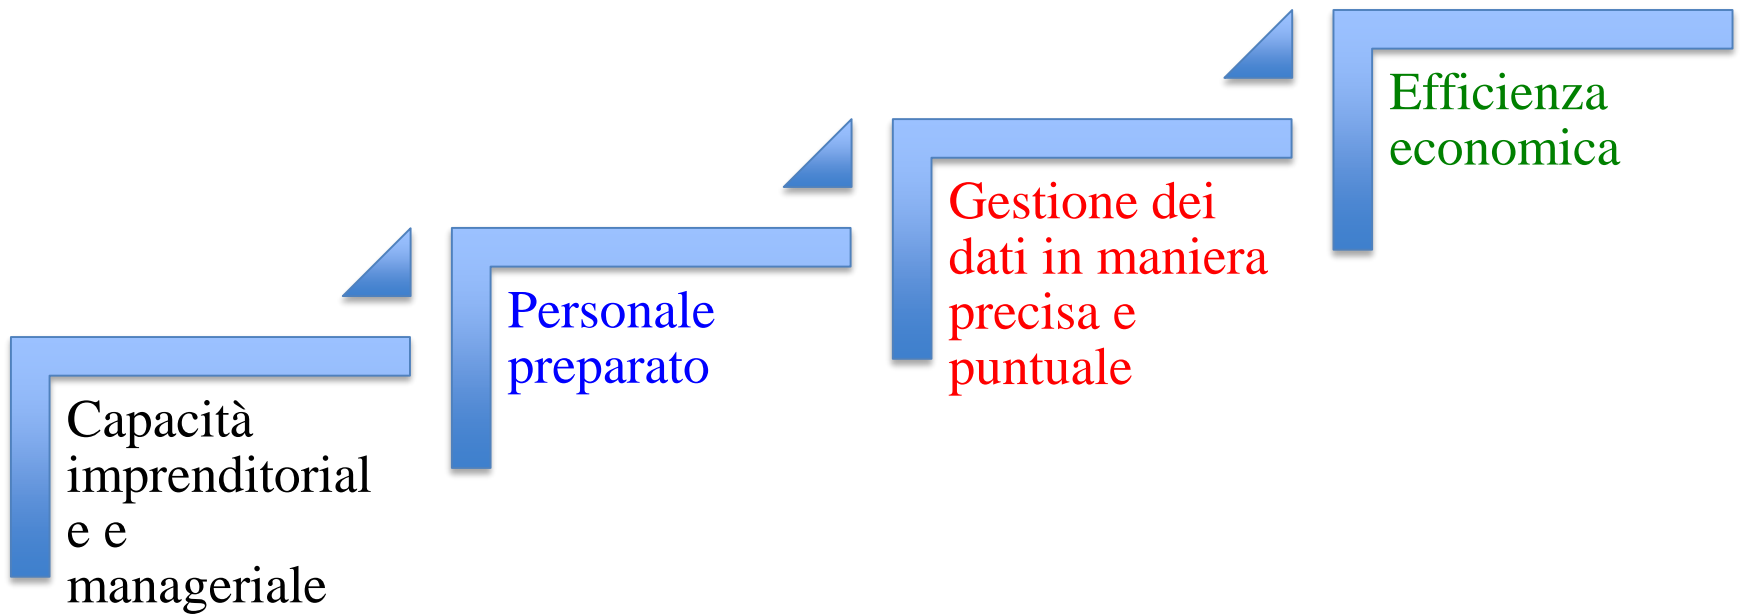 Capacità
imprenditorial
e e
manageriale
Personale
preparato
Gestione dei
dati in maniera
precisa e
puntuale
Efficienza
economica